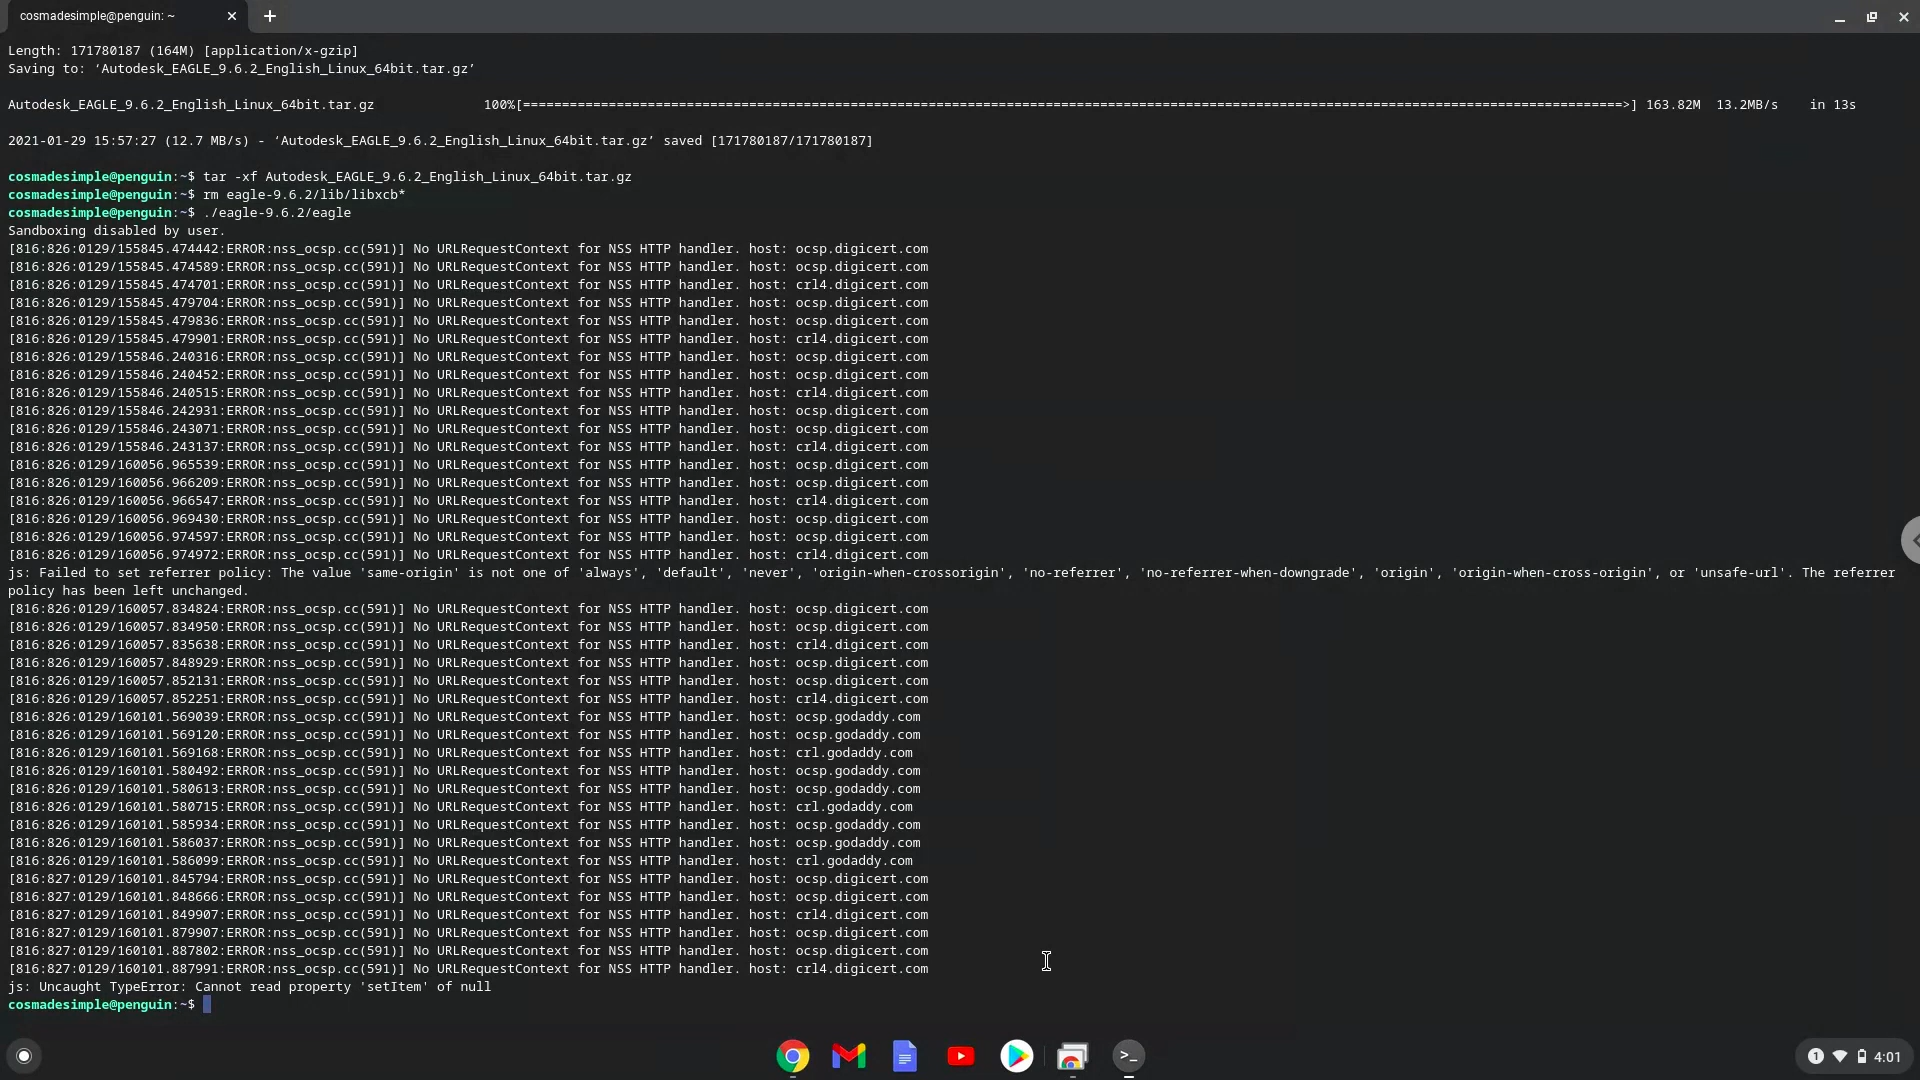 cosmadesimple@penguin: ~
Length: 171780187 (164M) [application/x-gzip]
Saving to: ‘Autodesk_EAGLE_9.6.2_English_Linux_64bit.tar.gz’
Autodesk_EAGLE_9.6.2_English_Linux_64bit.tar.gz 100%[=============================================================================================================================================>] 163.82M 13.2MB/s in 13s
2021-01-29 15:57:27 (12.7 MB/s) - ‘Autodesk_EAGLE_9.6.2_English_Linux_64bit.tar.gz’ saved [171780187/171780187]
cosmadesimple@penguin:~$ tar -xf Autodesk_EAGLE_9.6.2_English_Linux_64bit.tar.gz
cosmadesimple@penguin:~$ rm eagle-9.6.2/lib/libxcb*
cosmadesimple@penguin:~$ ./eagle-9.6.2/eagle
Sandboxing disabled by user.
[816:826:0129/155845.474442:ERROR:nss_ocsp.cc(591)] No URLRequestContext for NSS HTTP handler. host: ocsp.digicert.com
[816:826:0129/155845.474589:ERROR:nss_ocsp.cc(591)] No URLRequestContext for NSS HTTP handler. host: ocsp.digicert.com
[816:826:0129/155845.474701:ERROR:nss_ocsp.cc(591)] No URLRequestContext for NSS HTTP handler. host: crl4.digicert.com
[816:826:0129/155845.479704:ERROR:nss_ocsp.cc(591)] No URLRequestContext for NSS HTTP handler. host: ocsp.digicert.com
[816:826:0129/155845.479836:ERROR:nss_ocsp.cc(591)] No URLRequestContext for NSS HTTP handler. host: ocsp.digicert.com
[816:826:0129/155845.479901:ERROR:nss_ocsp.cc(591)] No URLRequestContext for NSS HTTP handler. host: crl4.digicert.com
[816:826:0129/155846.240316:ERROR:nss_ocsp.cc(591)] No URLRequestContext for NSS HTTP handler. host: ocsp.digicert.com
[816:826:0129/155846.240452:ERROR:nss_ocsp.cc(591)] No URLRequestContext for NSS HTTP handler. host: ocsp.digicert.com
[816:826:0129/155846.240515:ERROR:nss_ocsp.cc(591)] No URLRequestContext for NSS HTTP handler. host: crl4.digicert.com
[816:826:0129/155846.242931:ERROR:nss_ocsp.cc(591)] No URLRequestContext for NSS HTTP handler. host: ocsp.digicert.com
[816:826:0129/155846.243071:ERROR:nss_ocsp.cc(591)] No URLRequestContext for NSS HTTP handler. host: ocsp.digicert.com
[816:826:0129/155846.243137:ERROR:nss_ocsp.cc(591)] No URLRequestContext for NSS HTTP handler. host: crl4.digicert.com
[816:826:0129/160056.965539:ERROR:nss_ocsp.cc(591)] No URLRequestContext for NSS HTTP handler. host: ocsp.digicert.com
[816:826:0129/160056.966209:ERROR:nss_ocsp.cc(591)] No URLRequestContext for NSS HTTP handler. host: ocsp.digicert.com
[816:826:0129/160056.966547:ERROR:nss_ocsp.cc(591)] No URLRequestContext for NSS HTTP handler. host: crl4.digicert.com
[816:826:0129/160056.969430:ERROR:nss_ocsp.cc(591)] No URLRequestContext for NSS HTTP handler. host: ocsp.digicert.com
[816:826:0129/160056.974597:ERROR:nss_ocsp.cc(591)] No URLRequestContext for NSS HTTP handler. host: ocsp.digicert.com
[816:826:0129/160056.974972:ERROR:nss_ocsp.cc(591)] No URLRequestContext for NSS HTTP handler. host: crl4.digicert.com
js: Failed to set referrer policy: The value 'same-origin' is not one of 'always', 'default', 'never', 'origin-when-crossorigin', 'no-referrer', 'no-referrer-when-downgrade', 'origin', 'origin-when-cross-origin', or 'unsafe-url'. The referrer
policy has been left unchanged.
[816:826:0129/160057.834824:ERROR:nss_ocsp.cc(591)] No URLRequestContext for NSS HTTP handler. host: ocsp.digicert.com
[816:826:0129/160057.834950:ERROR:nss_ocsp.cc(591)] No URLRequestContext for NSS HTTP handler. host: ocsp.digicert.com
[816:826:0129/160057.835638:ERROR:nss_ocsp.cc(591)] No URLRequestContext for NSS HTTP handler. host: crl4.digicert.com
[816:826:0129/160057.848929:ERROR:nss_ocsp.cc(591)] No URLRequestContext for NSS HTTP handler. host: ocsp.digicert.com
[816:826:0129/160057.852131:ERROR:nss_ocsp.cc(591)] No URLRequestContext for NSS HTTP handler. host: ocsp.digicert.com
[816:826:0129/160057.852251:ERROR:nss_ocsp.cc(591)] No URLRequestContext for NSS HTTP handler. host: crl4.digicert.com
[816:826:0129/160101.569039:ERROR:nss_ocsp.cc(591)] No URLRequestContext for NSS HTTP handler. host: ocsp.godaddy.com
[816:826:0129/160101.569120:ERROR:nss_ocsp.cc(591)] No URLRequestContext for NSS HTTP handler. host: ocsp.godaddy.com
[816:826:0129/160101.569168:ERROR:nss_ocsp.cc(591)] No URLRequestContext for NSS HTTP handler. host: crl.godaddy.com
[816:826:0129/160101.580492:ERROR:nss_ocsp.cc(591)] No URLRequestContext for NSS HTTP handler. host: ocsp.godaddy.com
[816:826:0129/160101.580613:ERROR:nss_ocsp.cc(591)] No URLRequestContext for NSS HTTP handler. host: ocsp.godaddy.com
[816:826:0129/160101.580715:ERROR:nss_ocsp.cc(591)] No URLRequestContext for NSS HTTP handler. host: crl.godaddy.com
[816:826:0129/160101.585934:ERROR:nss_ocsp.cc(591)] No URLRequestContext for NSS HTTP handler. host: ocsp.godaddy.com
[816:826:0129/160101.586037:ERROR:nss_ocsp.cc(591)] No URLRequestContext for NSS HTTP handler. host: ocsp.godaddy.com
[816:826:0129/160101.586099:ERROR:nss_ocsp.cc(591)] No URLRequestContext for NSS HTTP handler. host: crl.godaddy.com
[816:827:0129/160101.845794:ERROR:nss_ocsp.cc(591)] No URLRequestContext for NSS HTTP handler. host: ocsp.digicert.com
[816:827:0129/160101.848666:ERROR:nss_ocsp.cc(591)] No URLRequestContext for NSS HTTP handler. host: ocsp.digicert.com
[816:827:0129/160101.849907:ERROR:nss_ocsp.cc(591)] No URLRequestContext for NSS HTTP handler. host: crl4.digicert.com
[816:827:0129/160101.879907:ERROR:nss_ocsp.cc(591)] No URLRequestContext for NSS HTTP handler. host: ocsp.digicert.com
[816:827:0129/160101.887802:ERROR:nss_ocsp.cc(591)] No URLRequestContext for NSS HTTP handler. host: ocsp.digicert.com
[816:827:0129/160101.887991:ERROR:nss_ocsp.cc(591)] No URLRequestContext for NSS HTTP handler. host: crl4.digicert.com
js: Uncaught TypeError: Cannot read property 'setItem' of null
cosmadesimple@penguin:~$
1 4:01